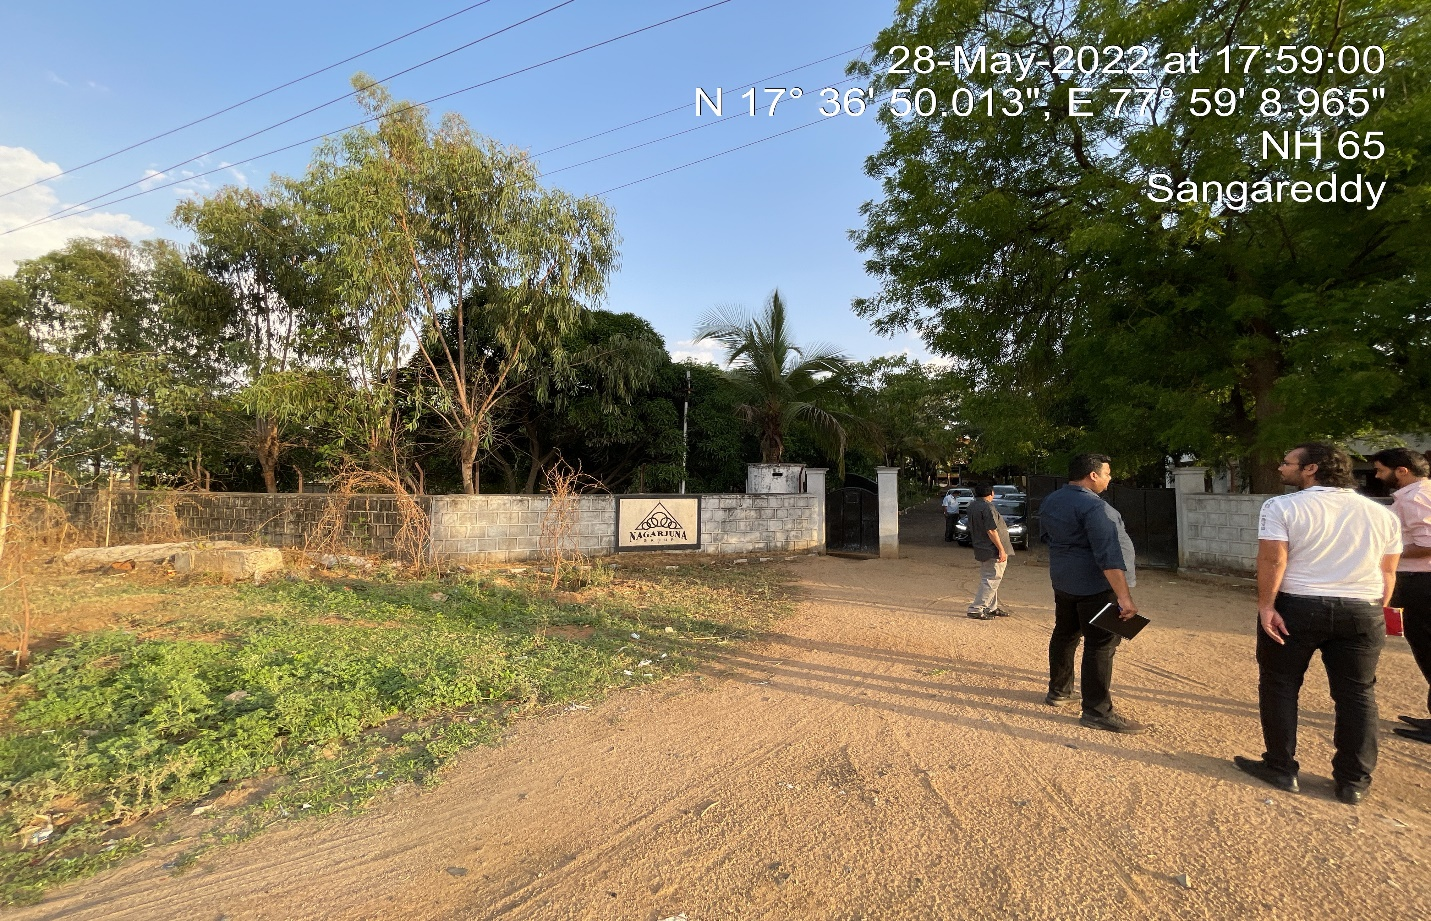 28-May-2022 at 17:59:00
N 17° 36' 50.013", E 77° 59' 8.965"
NH 65
Sangareddy
NAGARJUNA
GROUP